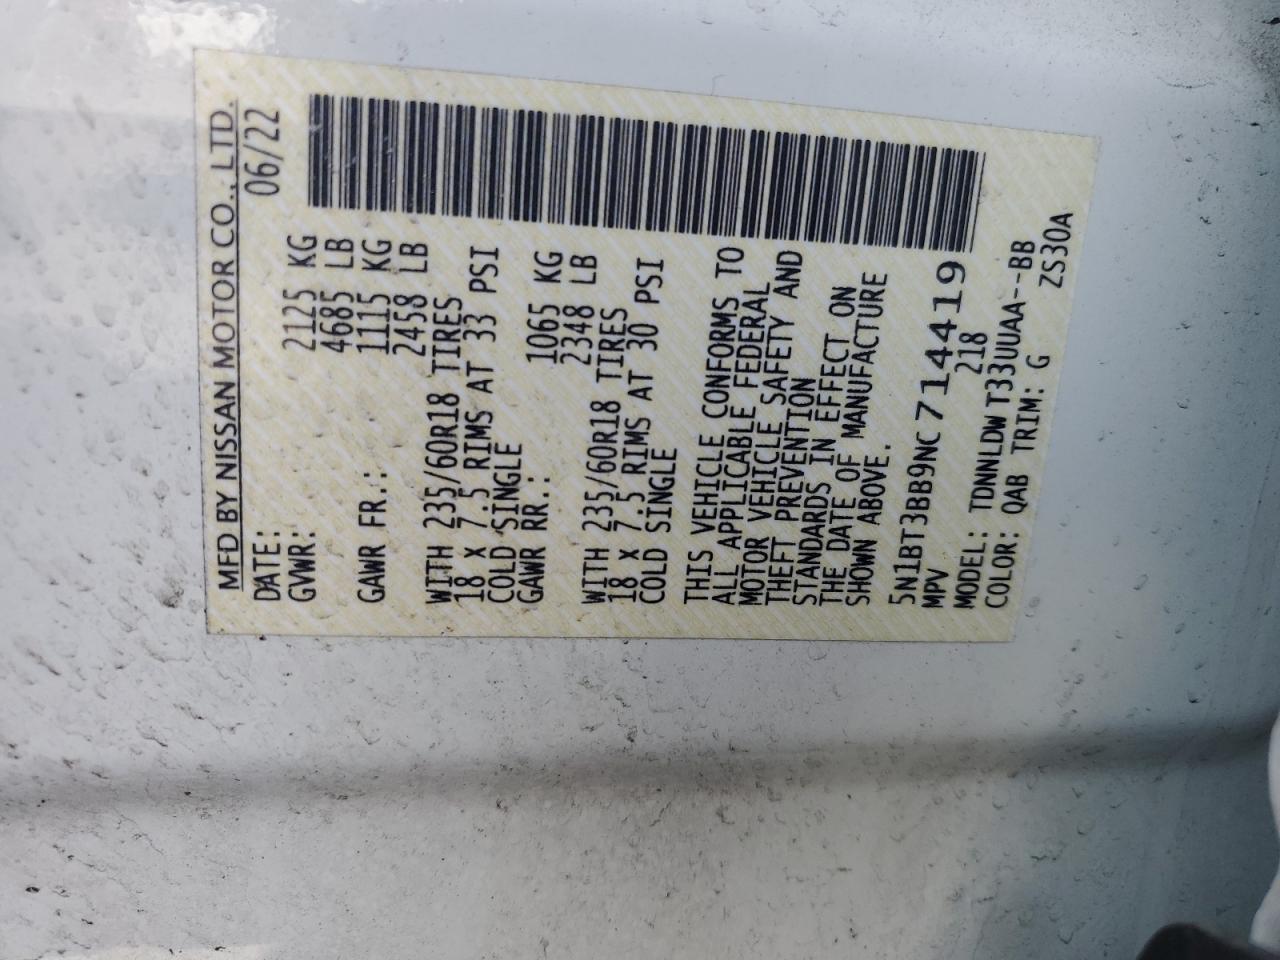 MFD BY NISSAN MOTOR CO., LTD.
DATE: 06/22
GVWR: 2125 KG
4685 LB
GAWR FR.: 1115 KG
2458 LB
WITH 235/60R18 TIRES
18 x 7.5 RIMS AT 33 PSI
COLD SINGLE
GAWR RR.: 1065 KG
2348 LB
WITH 235/60R18 TIRES
18 x 7.5 RIMS AT 30 PSI
COLD SINGLE
THIS VEHICLE CONFORMS TO
ALL APPLICABLE FEDERAL
MOTOR VEHICLE SAFETY AND
THEFT PREVENTION
STANDARDS IN EFFECT ON
THE DATE OF MANUFACTURE
SHOWN ABOVE.
5N1BT3BB9NC714419
MPV 218
MODEL: TDNNLDW T33UUAA--BB
COLOR: QAB TRIM: G ZS30A